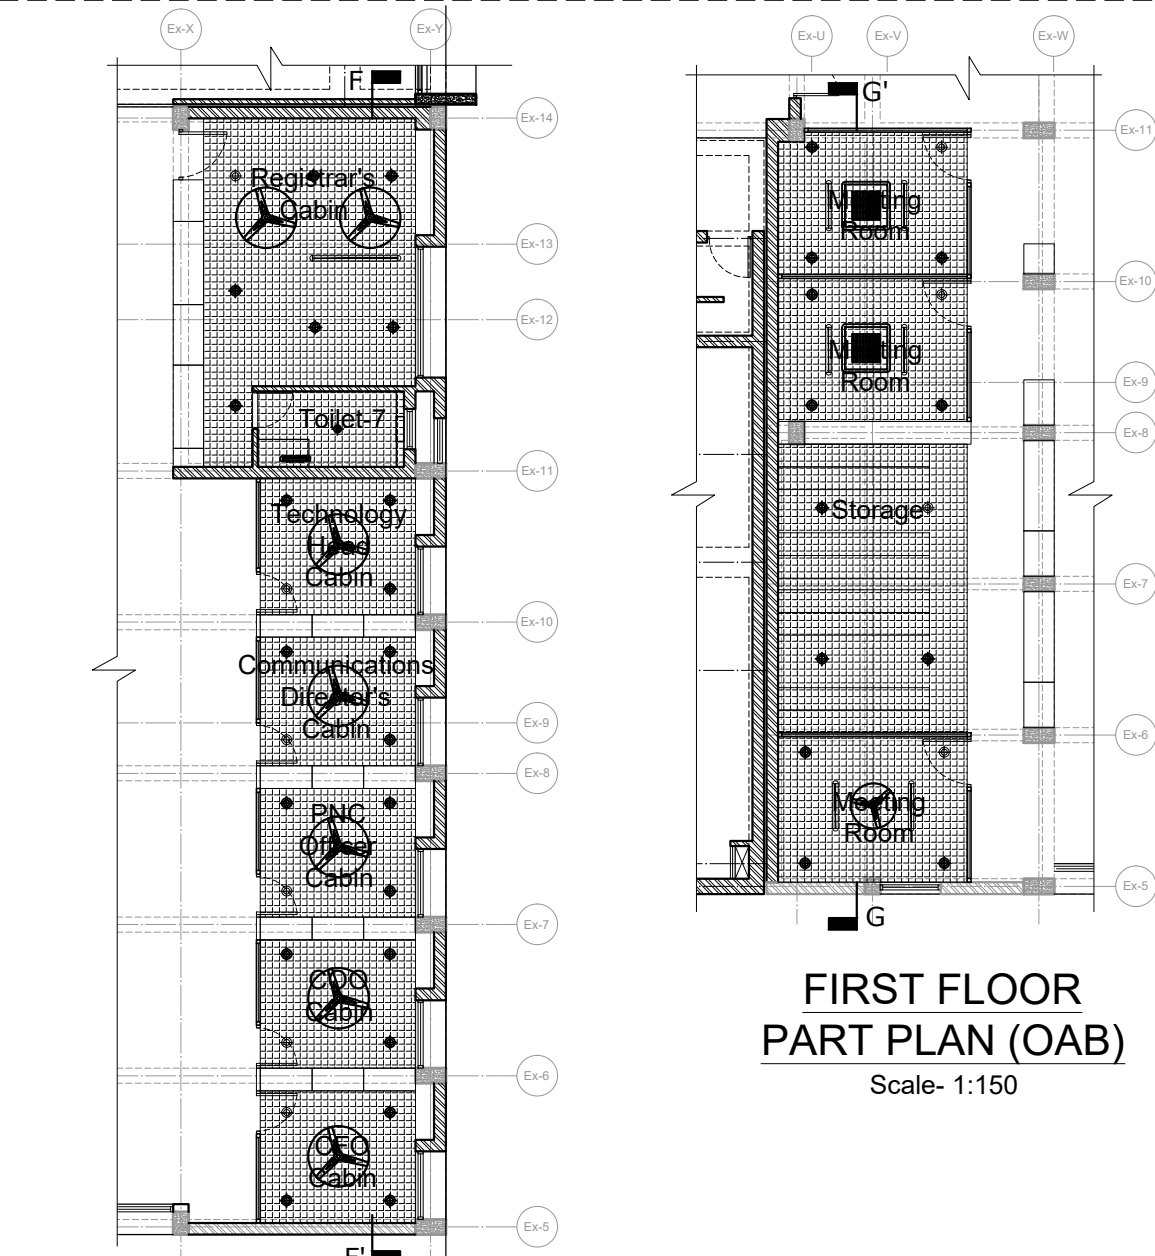 Ex-X
Ex-Y
F
Ex-14
Registrar's
Cabin
Ex-13
Ex-12
Toilet-7
Ex-11
Technology
Head
Cabin
Ex-10
Communications
Director's
Cabin
Ex-9
Ex-8
PNC
Officer
Cabin
Ex-7
COO
Cabin
Ex-6
CFO
Cabin
Ex-5
F'
Ex-U
Ex-V
Ex-W
G'
Ex-11
Meeting
Room
Ex-10
Meeting
Room
Ex-9
Ex-8
Storage
Ex-7
Ex-6
Meeting
Room
Ex-5
G
FIRST FLOOR
PART PLAN (OAB)
Scale- 1:150